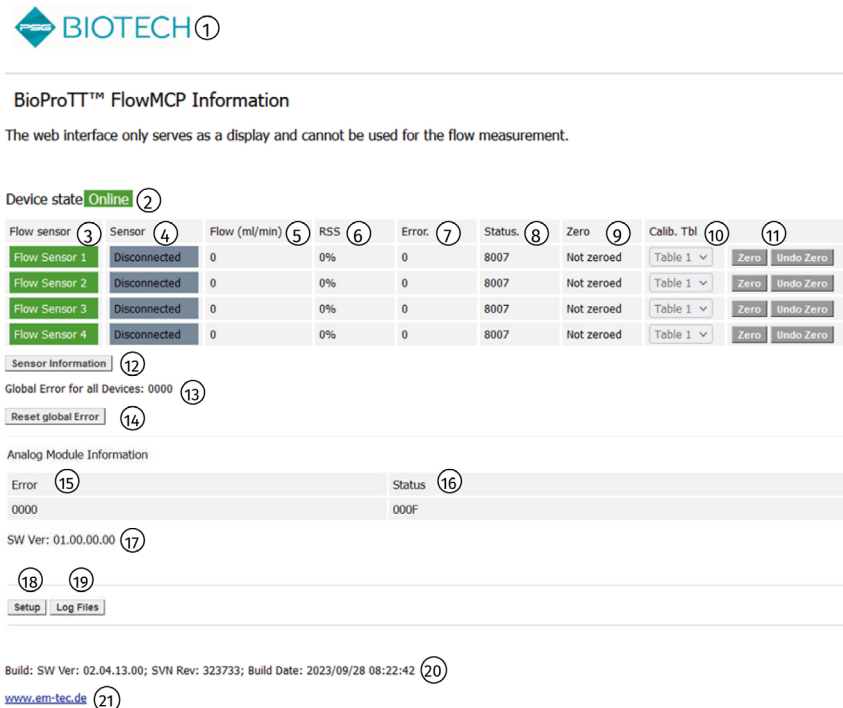 PSG BIOTECH 1
BioProTT™ FlowMCP Information
The web interface only serves as a display and cannot be used for the flow measurement.
Device state Online 2
Flow sensor 3 Sensor 4 Flow (ml/min) 5 RSS 6 Error. 7 Status. 8 Zero 9 Calib. Tbl 10 11
Flow Sensor 1 Disconnected 0 0% 0 8007 Not zeroed Table 1 Zero Undo Zero
Flow Sensor 2 Disconnected 0 0% 0 8007 Not zeroed Table 1 Zero Undo Zero
Flow Sensor 3 Disconnected 0 0% 0 8007 Not zeroed Table 1 Zero Undo Zero
Flow Sensor 4 Disconnected 0 0% 0 8007 Not zeroed Table 1 Zero Undo Zero
Sensor Information 12
Global Error for all Devices: 0000 13
Reset global Error 14
Analog Module Information
Error 15 Status 16
0000 000F
SW Ver: 01.00.00.00 17
18 19
Setup Log Files
Build: SW Ver: 02.04.13.00; SVN Rev: 323733; Build Date: 2023/09/28 08:22:42 20
www.em-tec.de 21